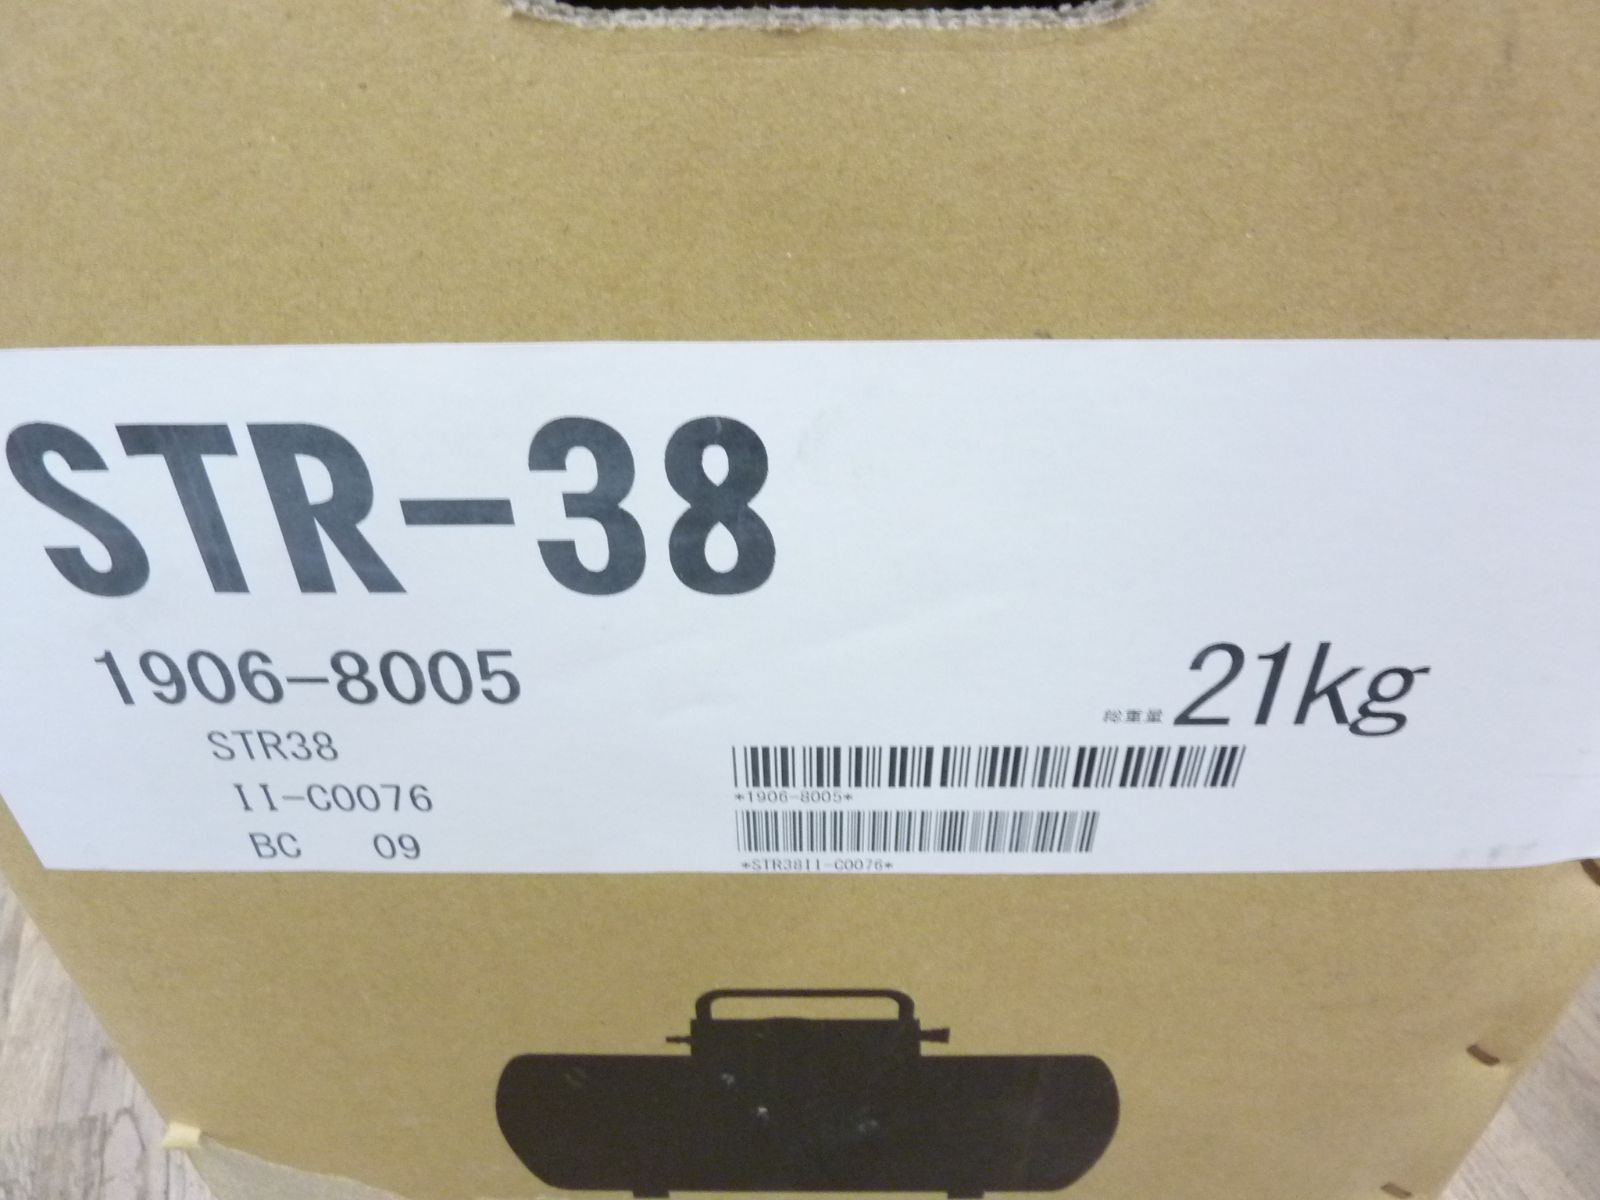 STR-38
1906-8005
総重量 21kg
STR38
II-C0076
BC 09
*1906-8005*
*STR38II-C0076*